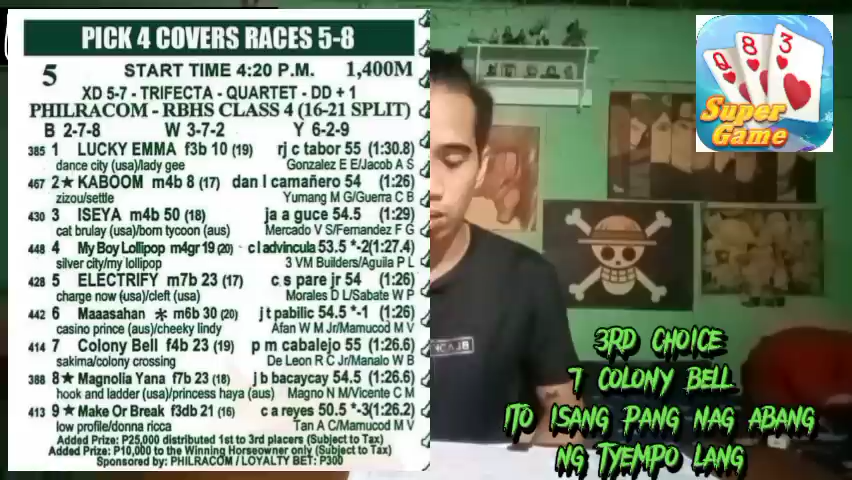 PICK 4 COVERS RACES 5-8
5 START TIME 4:20 P.M. 1,400M
XD 5-7 - TRIFECTA - QUARTET - DD + 1
PHILRACOM - RBHS CLASS 4 (16-21 SPLIT)
B 2-7-8 W 3-7-2 Y 6-2-9
385 1 LUCKY EMMA f3b 10 (19) rj c tabor 55 (1:30.8)
dance city (usa)/lady gee Gonzalez E E/Jacob A S
467 2★ KABOOM m4b 8 (17) dan l camañero 54 (1:26)
zizou/settle Yumang M G/Guerra C B
430 3 ISEYA m4b 50 (18) ja a guce 54.5 (1:29)
cat brulay (usa)/born tycoon (aus) Mercado V S/Fernandez F G
448 4 My Boy Lollipop m4gr 19 (20) c l advincula 53.5 *-2(1:27.4)
silver city/my lollipop 3 VM Builders/Aguila P L
428 5 ELECTRIFY m7b 23 (17) c s pare jr 54 (1:26)
charge now (usa)/cleft (usa) Morales D L/Sabate W P
442 6 Maaasahan * m6b 30 (20) j t pabilic 54.5 *-1 (1:26)
casino prince (aus)/cheeky lindy Afan W M Jr/Mamucod M V
414 7 Colony Bell f4b 23 (19) p m cabalejo 55 (1:26.6)
sakima/colony crossing De Leon R C Jr/Manalo W B
388 8★ Magnolia Yana f7b 23 (18) j b bacaycay 54.5 (1:26.6)
hook and ladder (usa)/princess haya (aus) Magno N M/Vicente C M
413 9★ Make Or Break f3db 21 (16) c a reyes 50.5 *-3(1:26.2)
low profile/donna ricca Tan A C/Mamucod M V
Added Prize: P25,000 distributed 1st to 3rd placers (Subject to Tax)
Added Prize: P10,000 to the Winning Horseowner only (Subject to Tax)
Sponsored by: PHILRACOM / LOYALTY BET: P300
Q 8 3
Super
Game
3RD CHOICE
7 COLONY BELL
ITO ISANG PANG NAG ABANG
NG TYEMPO LANG